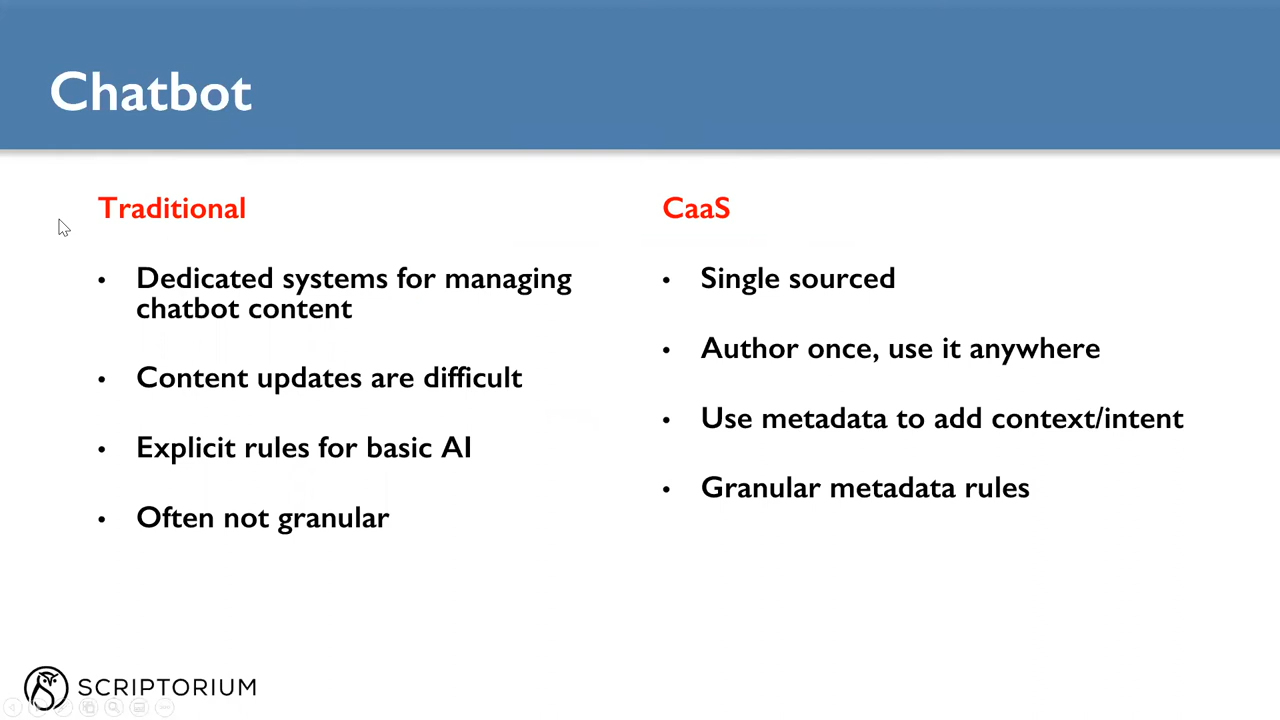 Chatbot
Traditional
• Dedicated systems for managing
chatbot content
• Content updates are difficult
• Explicit rules for basic AI
• Often not granular
CaaS
• Single sourced
• Author once, use it anywhere
• Use metadata to add context/intent
• Granular metadata rules
SCRIPTORIUM